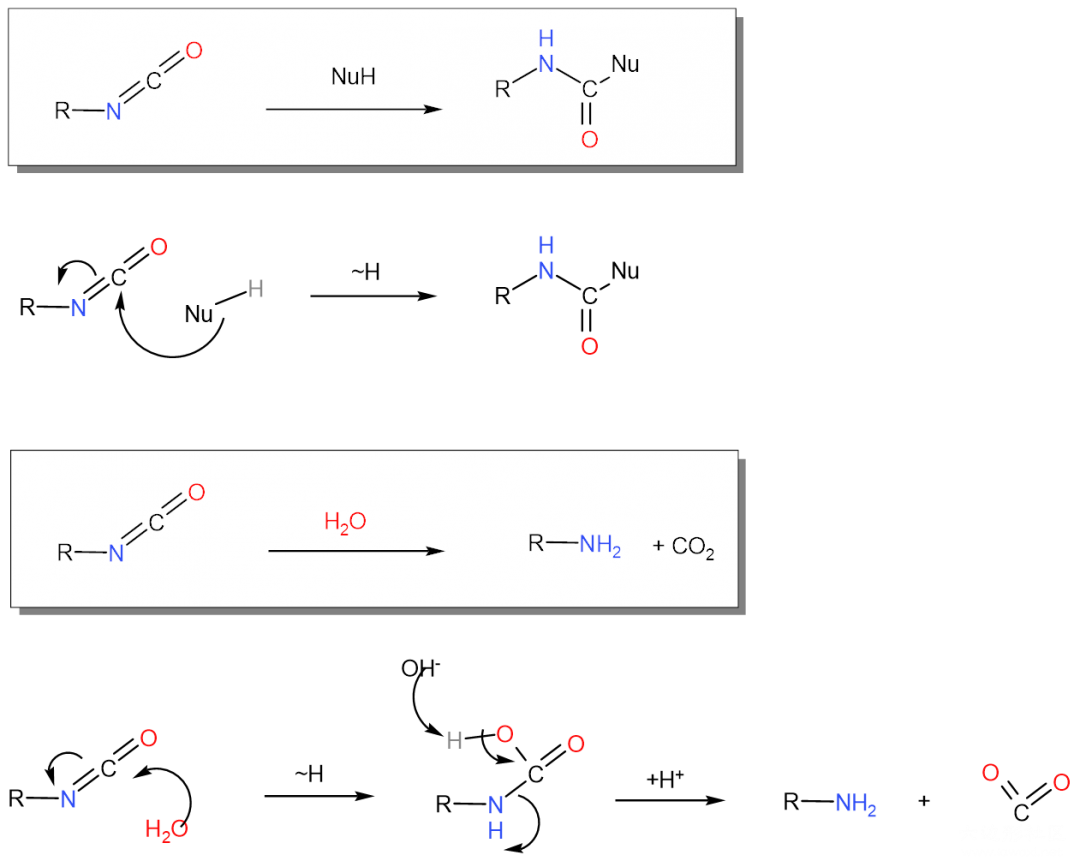 R N C O NuH R N H C Nu O
R N C O Nu H ~H R N H C Nu O
R N C O H₂O R NH₂ + CO₂
R N C O H₂O ~H OH⁻ H O C O R N H +H⁺ R NH₂ + O C O